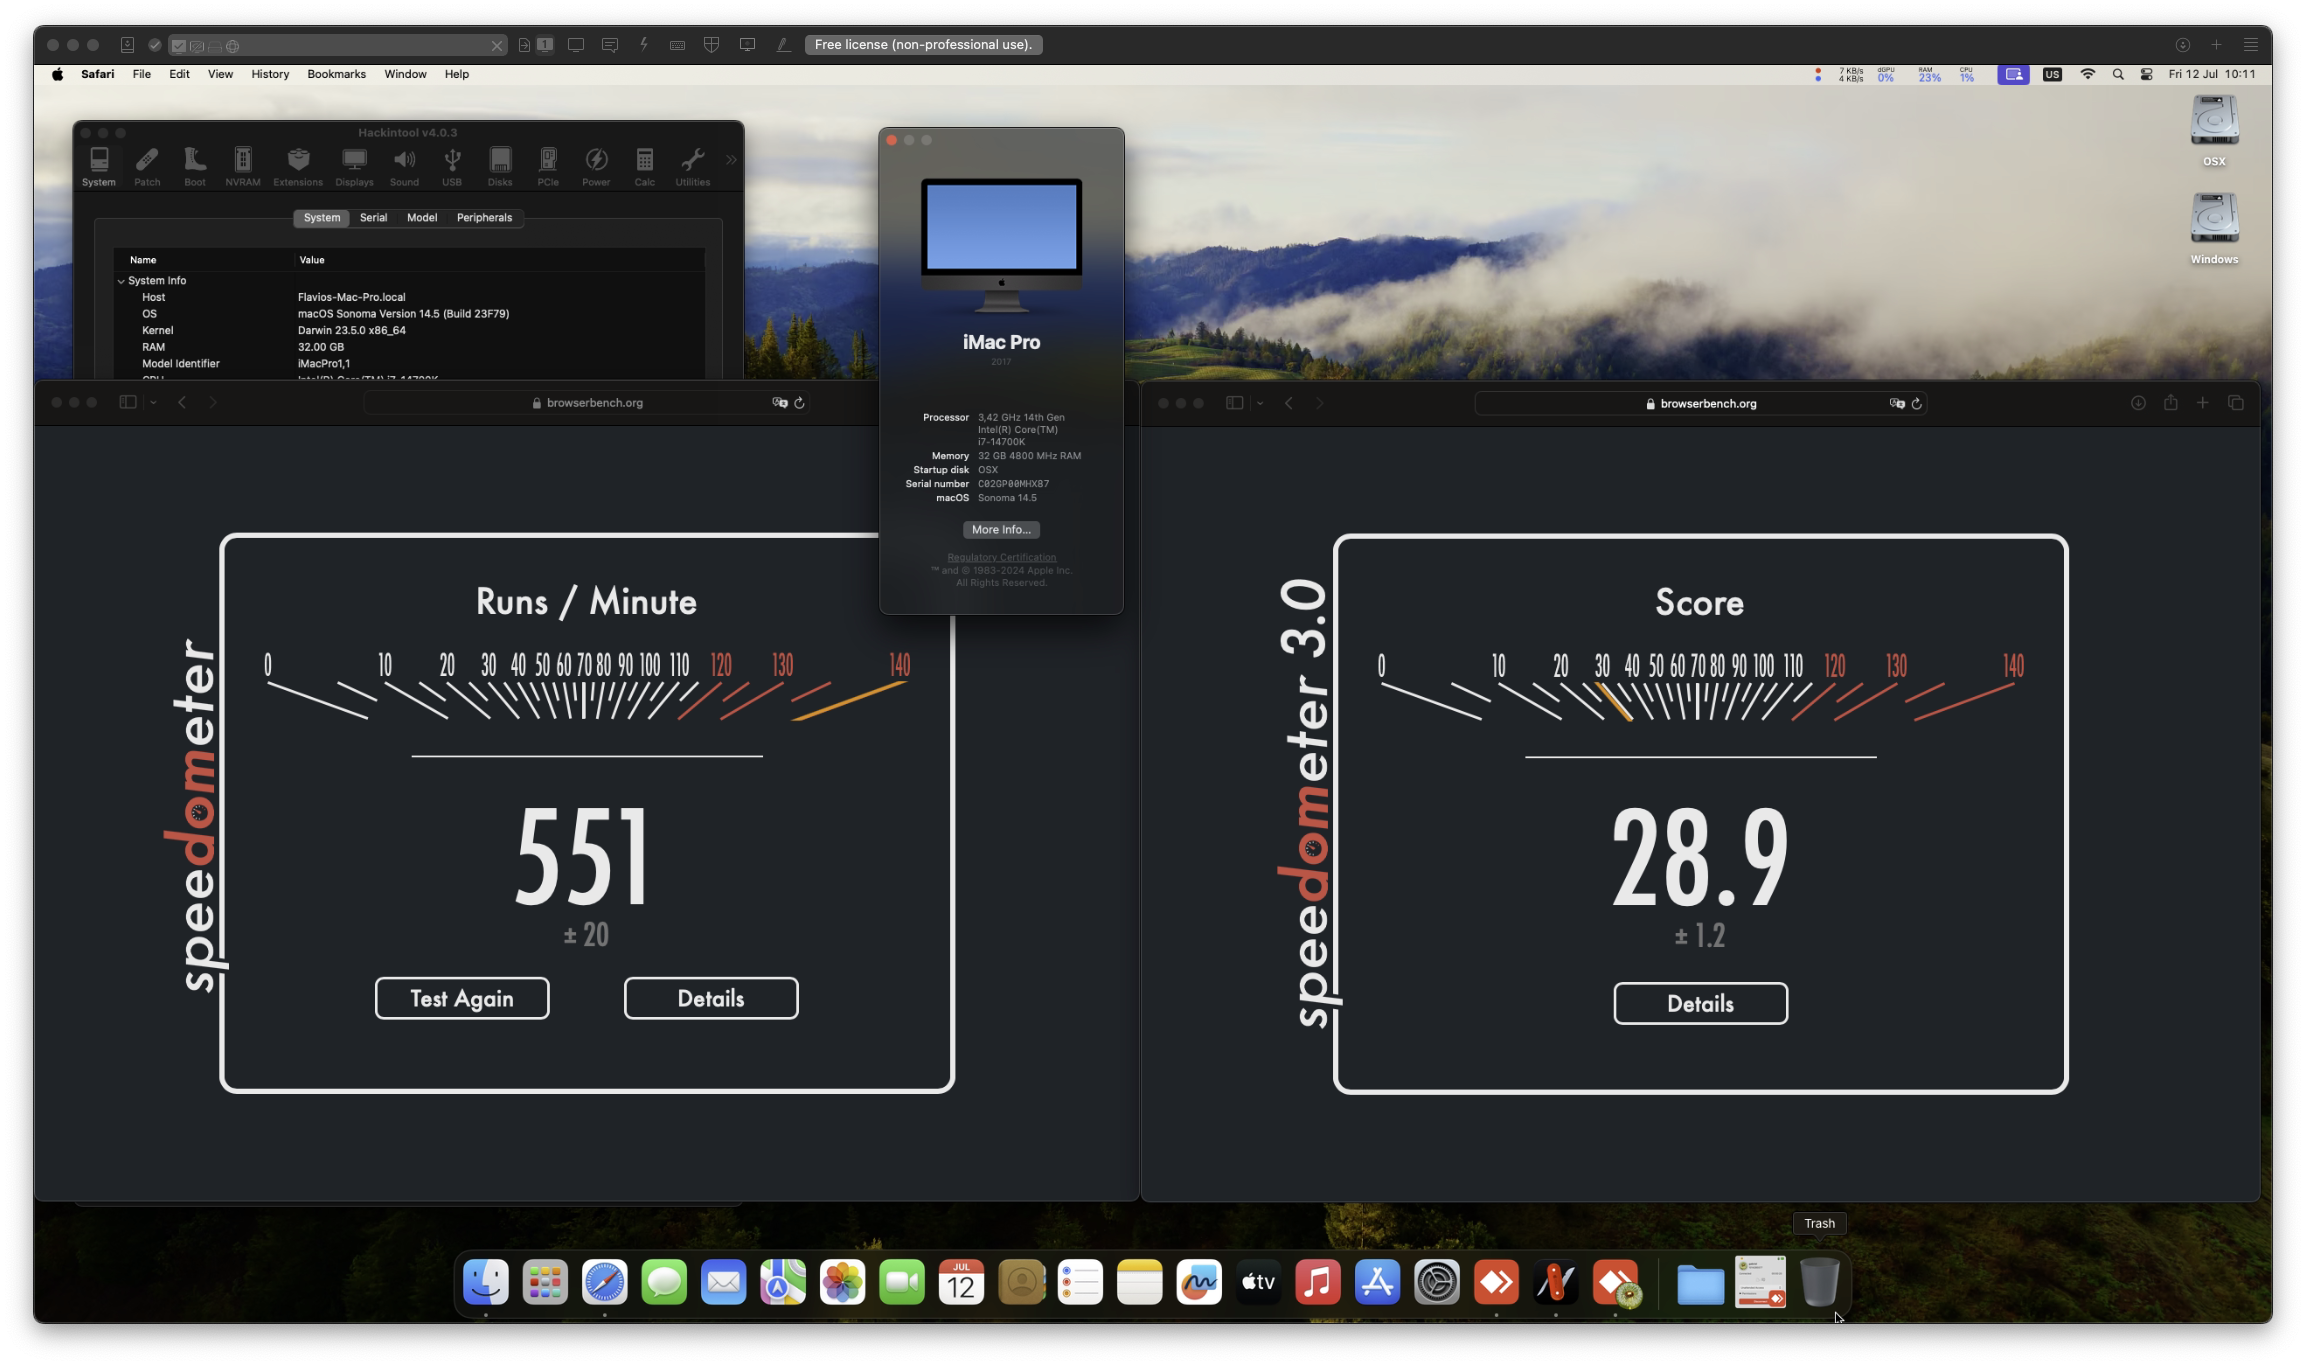 Free license (non-professional use).
Safari File Edit View History Bookmarks Window Help
7 KB/s
4 KB/s
dGPU
0%
RAM
23%
CPU
1%
US
Fri 12 Jul 10:11
OSX
Windows
Hackintool v4.0.3
System Patch Boot NVRAM Extensions Displays Sound USB Disks PCIe Power Calc Utilities
System Serial Model Peripherals
Name Value
System Info
Host Flavios-Mac-Pro.local
OS macOS Sonoma Version 14.5 (Build 23F79)
Kernel Darwin 23.5.0 x86_64
RAM 32.00 GB
Model Identifier iMacPro1,1
CPU Intel(R) Core(TM) i7-14700K
iMac Pro
2017
Processor 3,42 GHz 14th Gen
Intel(R) Core(TM)
i7-14700K
Memory 32 GB 4800 MHz RAM
Startup disk OSX
Serial number C02GP00MHX87
macOS Sonoma 14.5
More Info...
Regulatory Certification
™ and © 1983-2024 Apple Inc.
All Rights Reserved.
browserbench.org
speedometer
Runs / Minute
0 10 20 30 40 50 60 70 80 90 100 110 120 130 140
551
± 20
Test Again
Details
browserbench.org
speedometer 3.0
Score
0 10 20 30 40 50 60 70 80 90 100 110 120 130 140
28.9
± 1.2
Details
Trash
JUL
12
tv